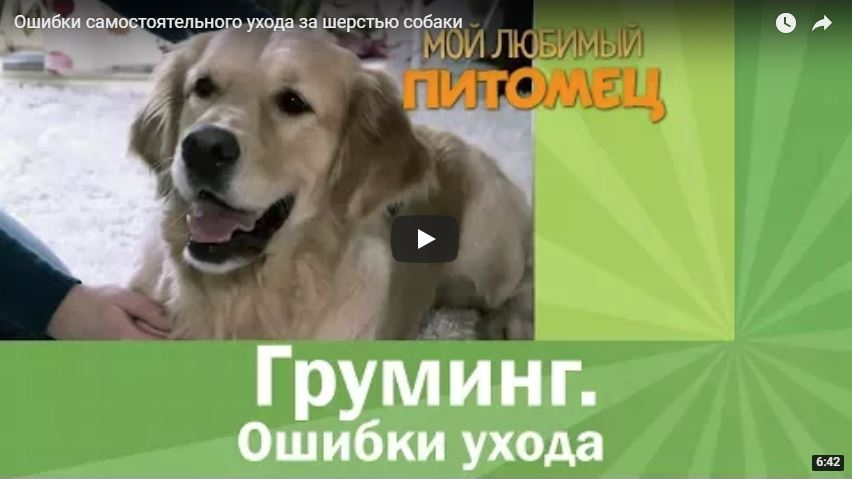 Ошибки самостоятельного ухода за шерстью собаки
МОЙ ЛЮБИМЫЙ
ПИТОМЕЦ
Груминг.
Ошибки ухода
6:42